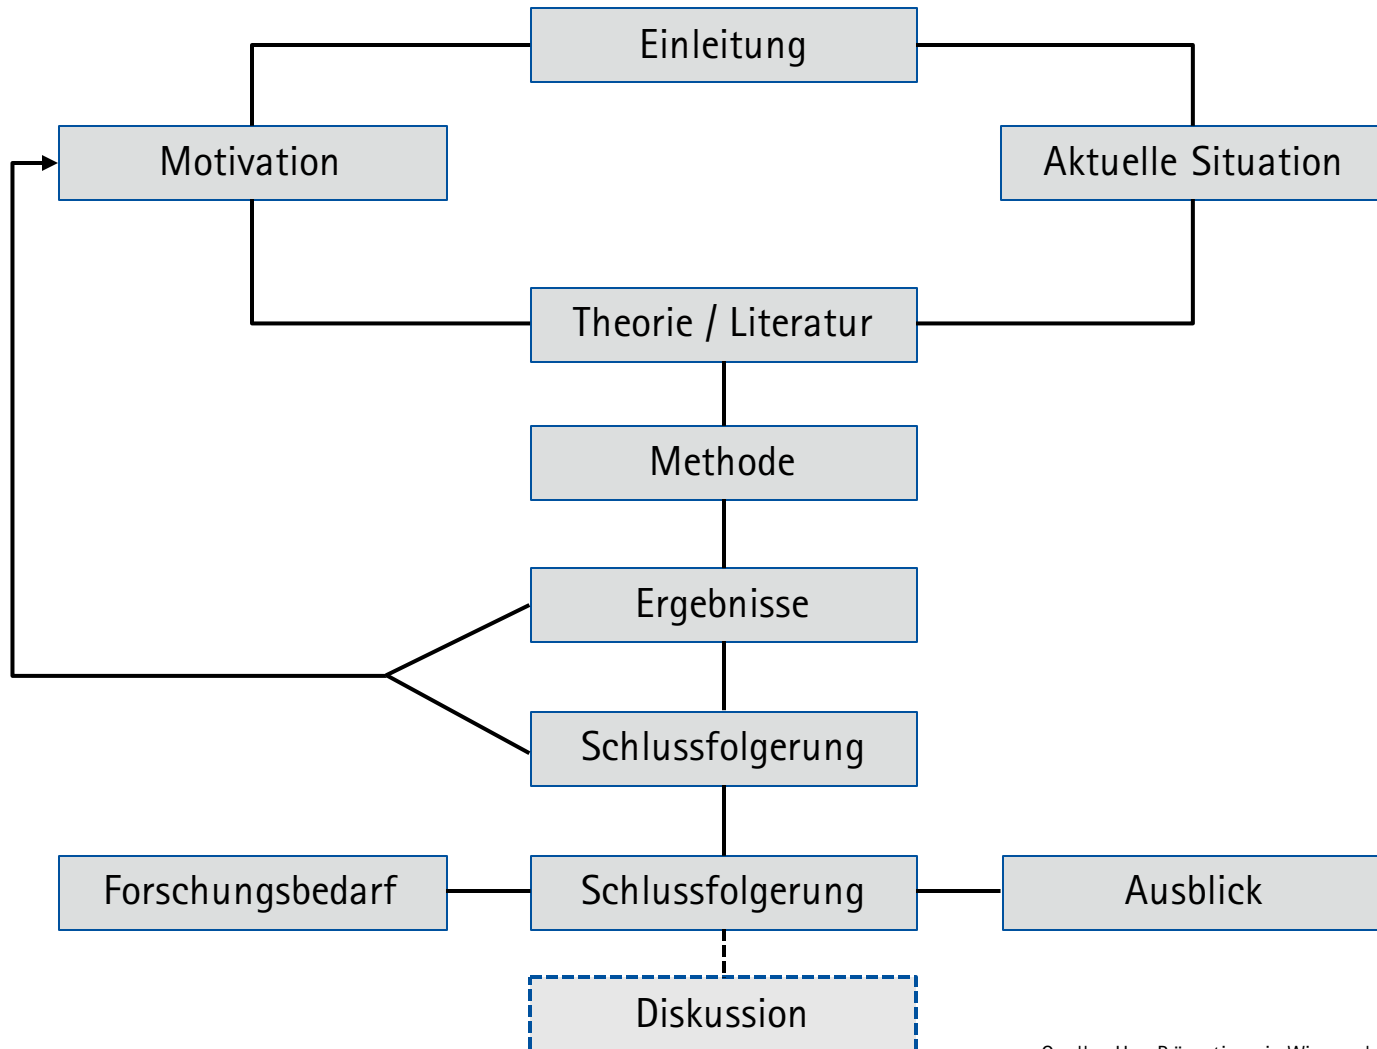 Einleitung
Motivation
Aktuelle Situation
Theorie / Literatur
Methode
Ergebnisse
Schlussfolgerung
Forschungsbedarf
Schlussfolgerung
Ausblick
Diskussion